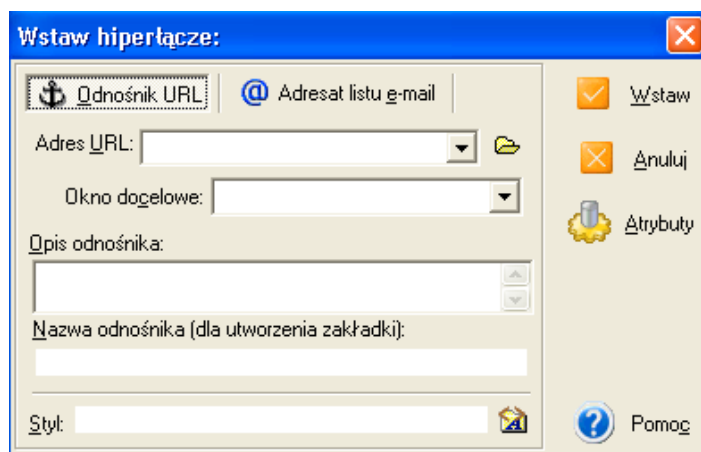 Wstaw hiperłącze:
Odnośnik URL
@ Adresat listu e-mail
Wstaw
Adres URL:
Anuluj
Okno docelowe:
Atrybuty
Opis odnośnika:
Nazwa odnośnika (dla utworzenia zakładki):
Styl:
Pomoc